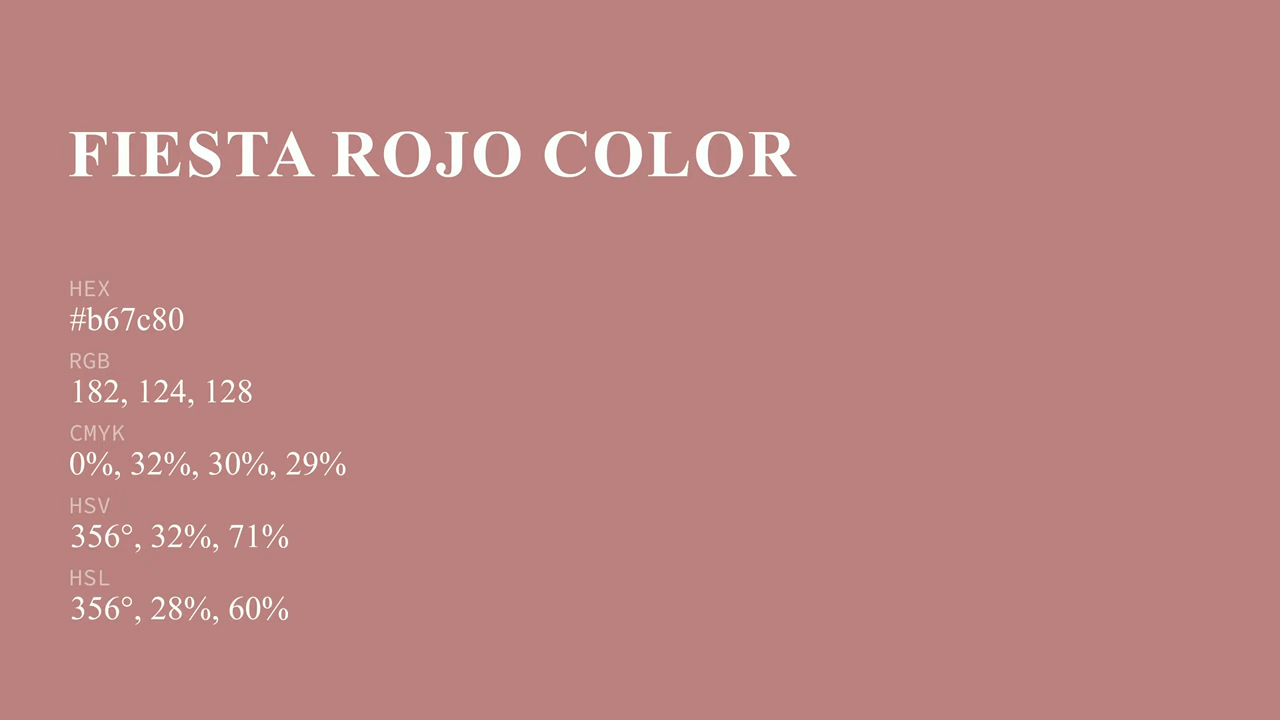 FIESTA ROJO COLOR
HEX
#b67c80
RGB
182, 124, 128
CMYK
0%, 32%, 30%, 29%
HSV
356°, 32%, 71%
HSL
356°, 28%, 60%